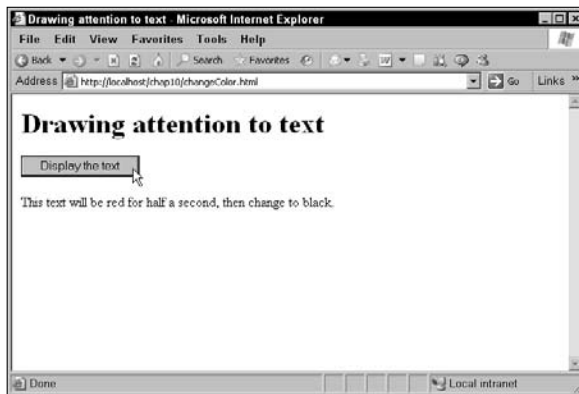 Drawing attention to text - Microsoft Internet Explorer
File Edit View Favorites Tools Help
Back Search Favorites
Address http://localhost/chap10/changeColor.html Go Links »
Drawing attention to text
Display the text
This text will be red for half a second, then change to black.
Done Local intranet